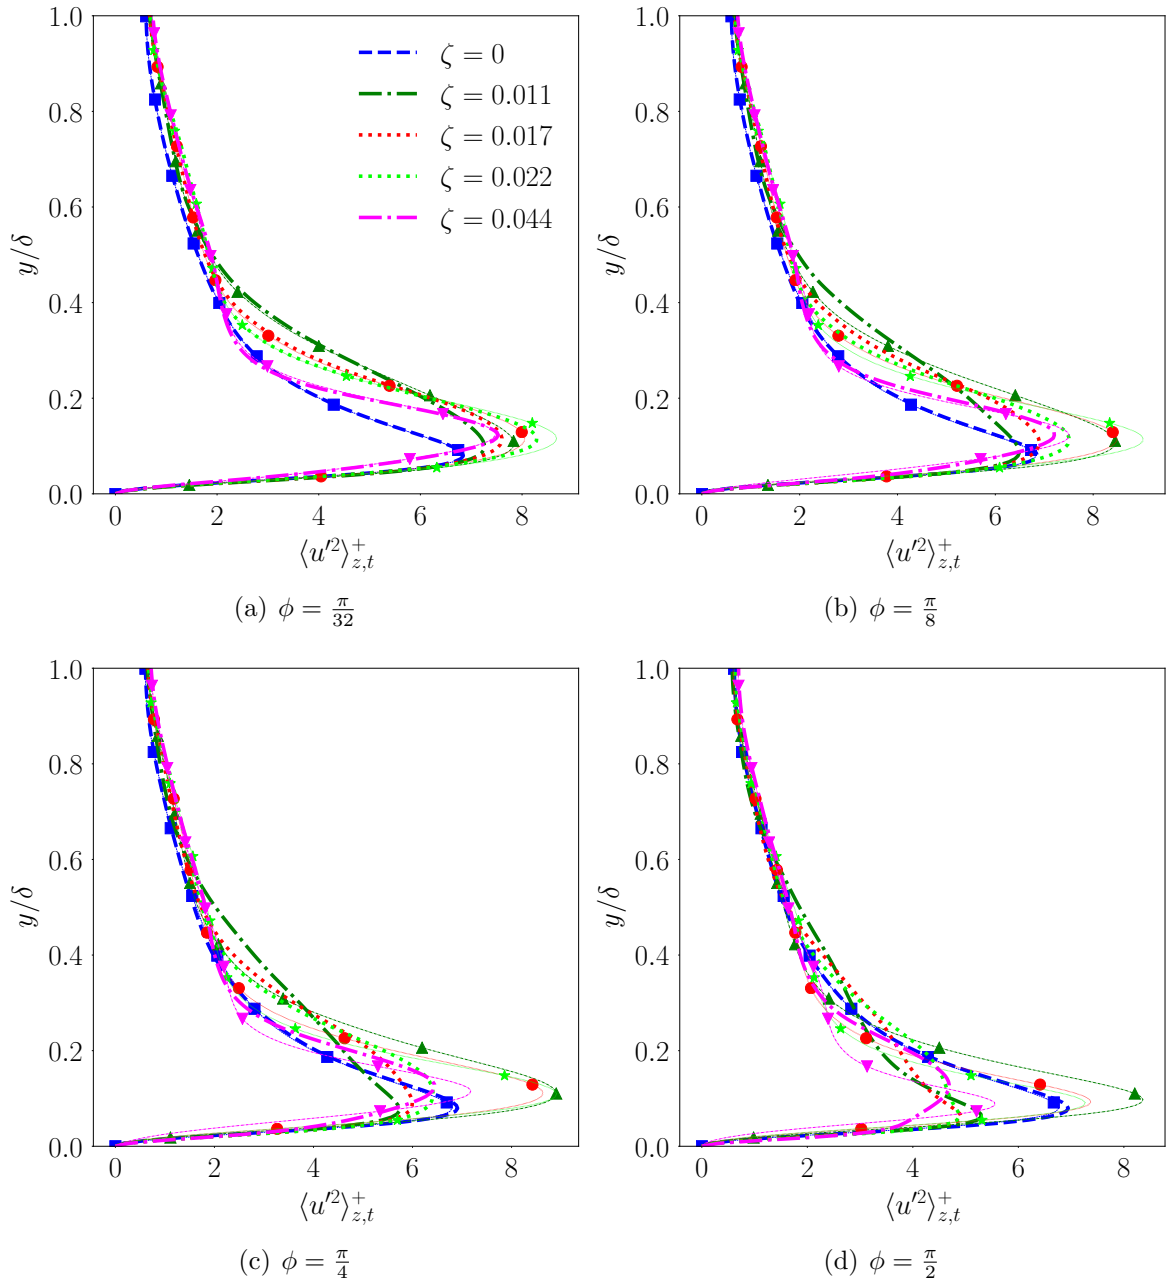 1.0
0.8
0.6
0.4
0.2
0.0
y/δ
0 2 4 6 8
⟨u′²⟩⁺_{z,t}
ζ = 0
ζ = 0.011
ζ = 0.017
ζ = 0.022
ζ = 0.044
(a) ϕ = π/32
1.0
0.8
0.6
0.4
0.2
0.0
y/δ
0 2 4 6 8
⟨u′²⟩⁺_{z,t}
(b) ϕ = π/8
1.0
0.8
0.6
0.4
0.2
0.0
y/δ
0 2 4 6 8
⟨u′²⟩⁺_{z,t}
(c) ϕ = π/4
1.0
0.8
0.6
0.4
0.2
0.0
y/δ
0 2 4 6 8
⟨u′²⟩⁺_{z,t}
(d) ϕ = π/2